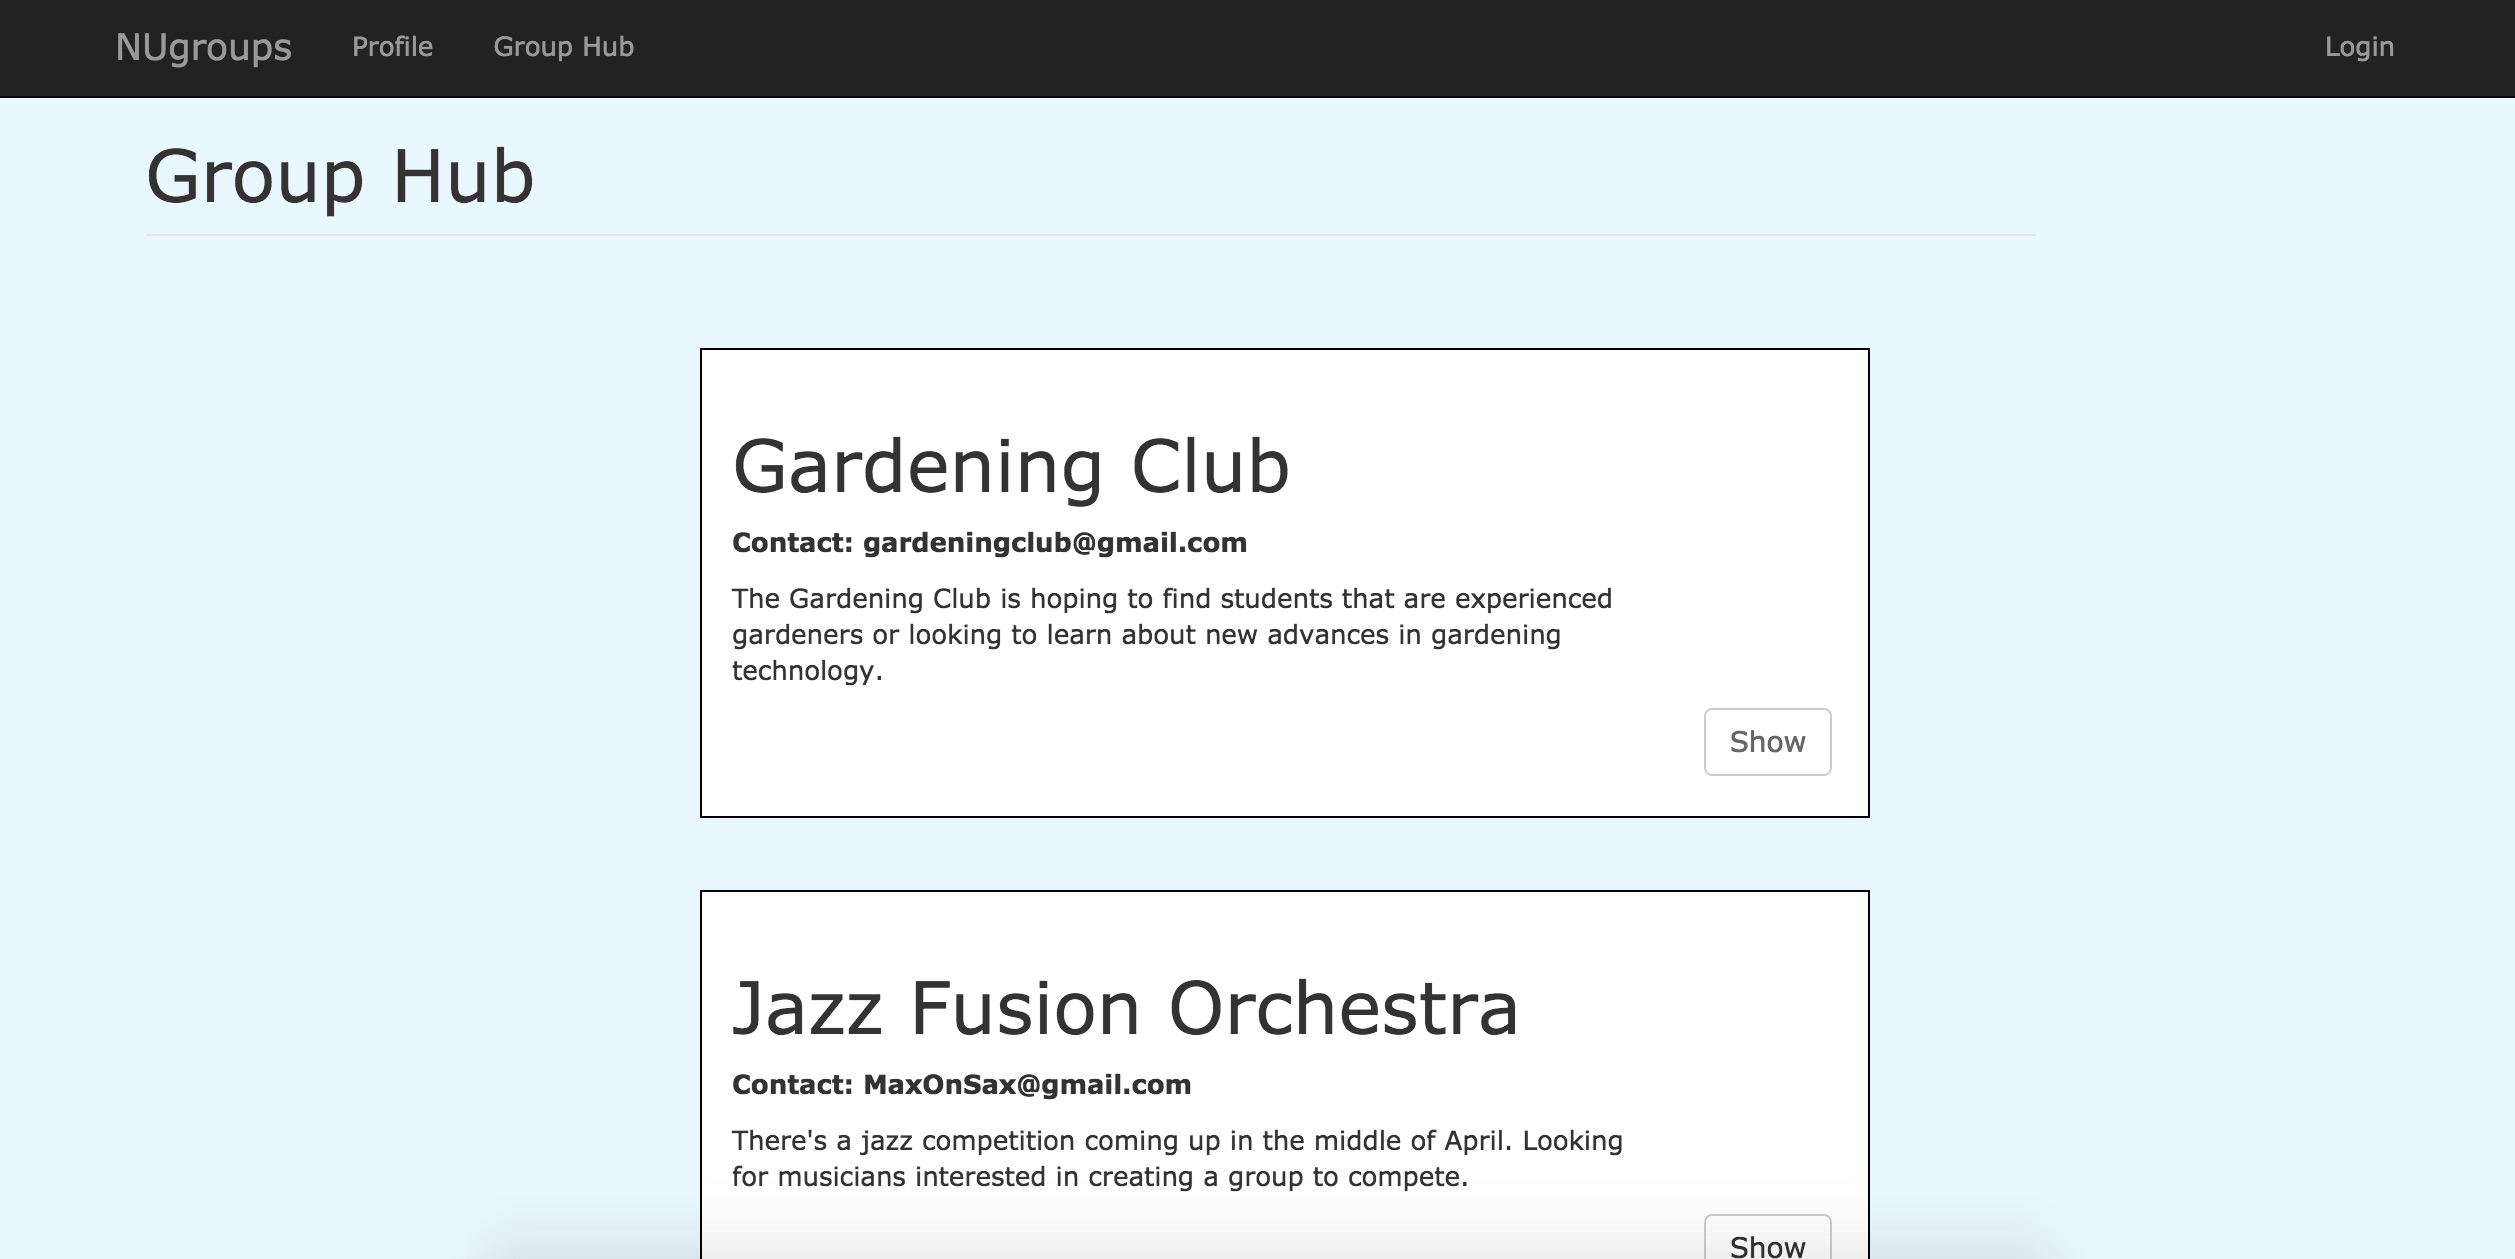 NUgroups Profile Group Hub Login
Group Hub
Gardening Club
Contact: gardeningclub@gmail.com
The Gardening Club is hoping to find students that are experienced
gardeners or looking to learn about new advances in gardening
technology.
Show
Jazz Fusion Orchestra
Contact: MaxOnSax@gmail.com
There's a jazz competition coming up in the middle of April. Looking
for musicians interested in creating a group to compete.
Show